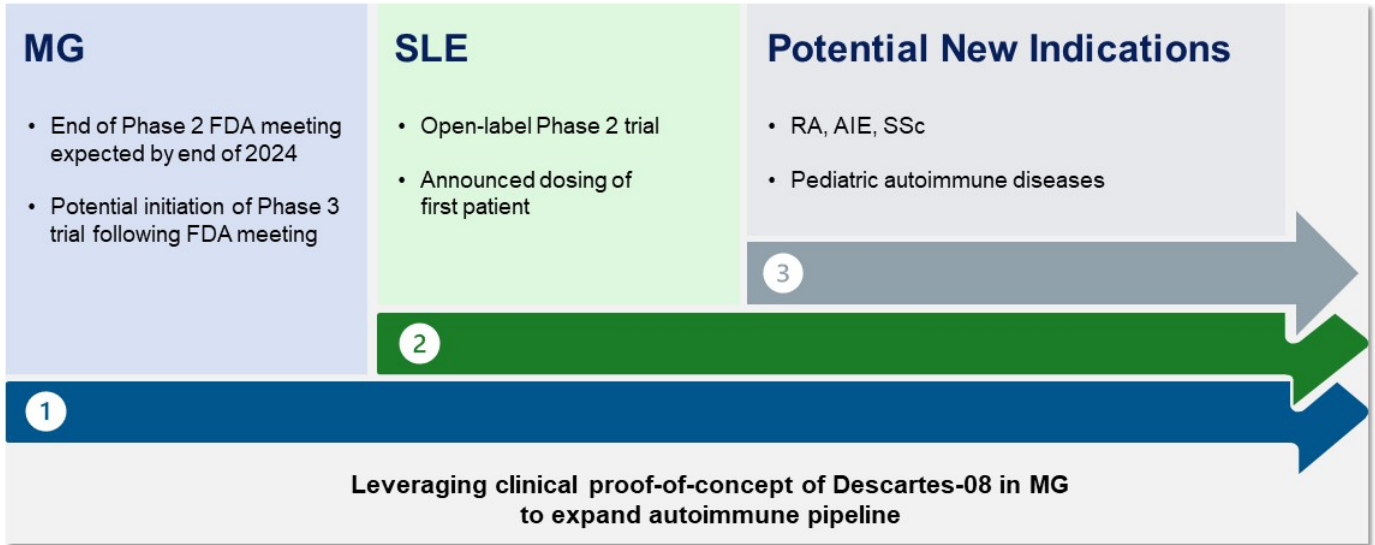 MG
• End of Phase 2 FDA meeting
expected by end of 2024
• Potential initiation of Phase 3
trial following FDA meeting
SLE
• Open-label Phase 2 trial
• Announced dosing of
first patient
Potential New Indications
• RA, AIE, SSc
• Pediatric autoimmune diseases
3
2
1
Leveraging clinical proof-of-concept of Descartes-08 in MG
to expand autoimmune pipeline